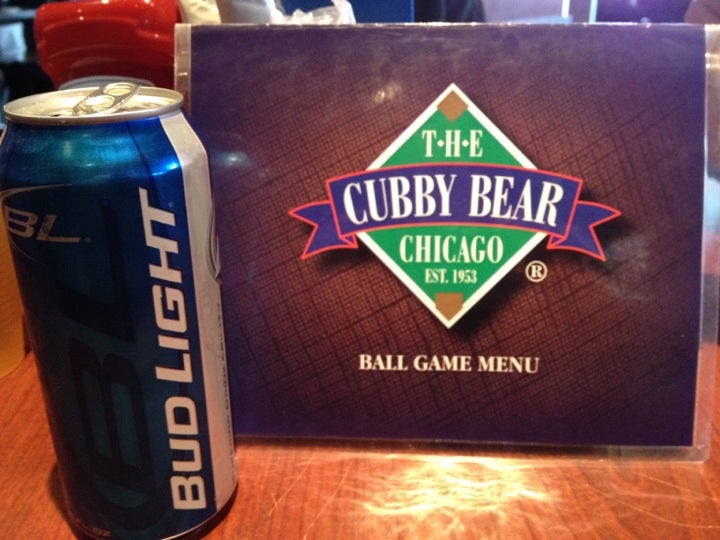 BL
BUD LIGHT
T•H•E
CUBBY BEAR
CHICAGO
EST. 1953
®
BALL GAME MENU